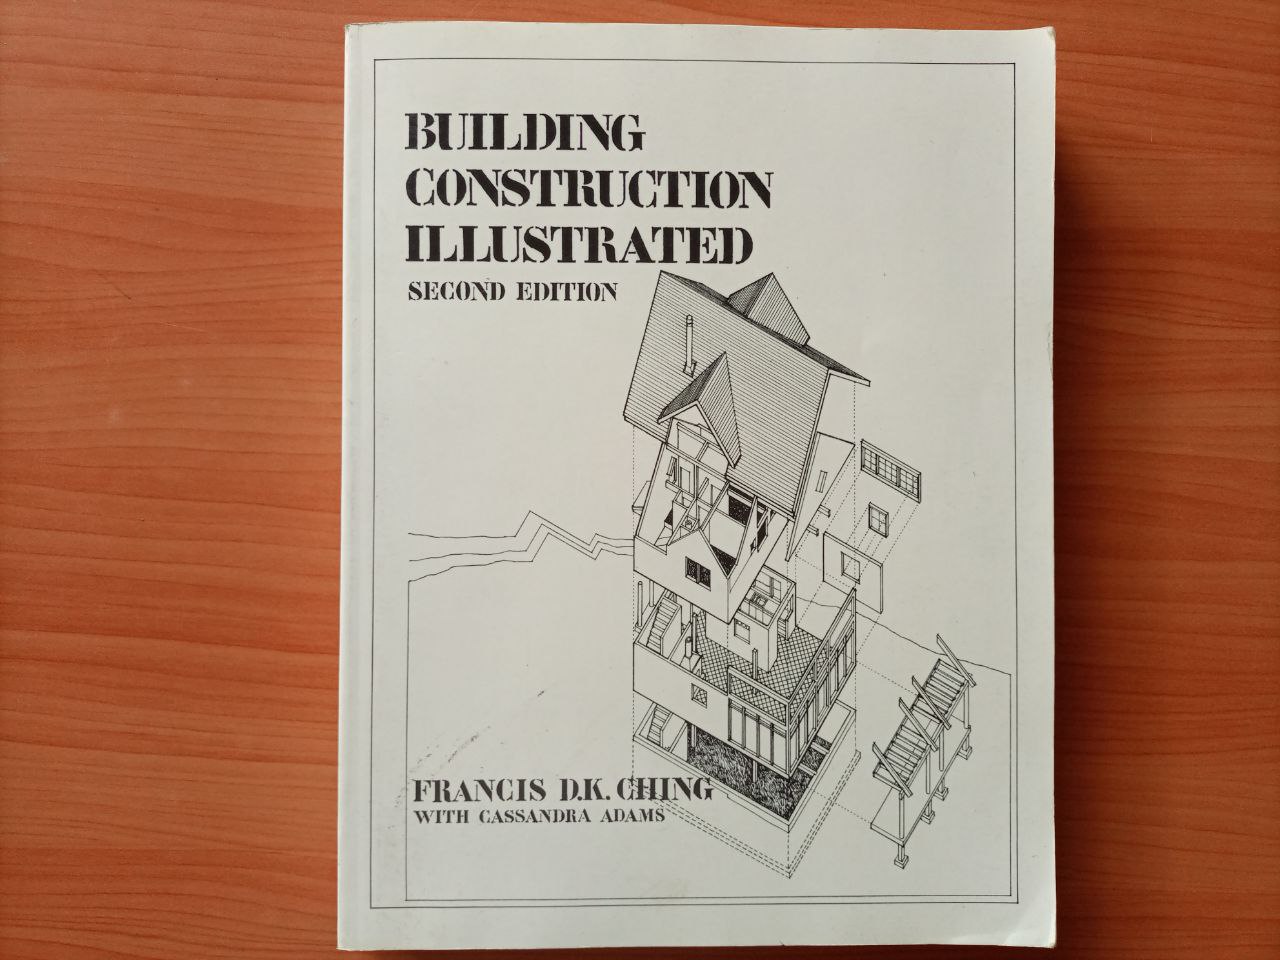 BUILDING
CONSTRUCTION
ILLUSTRATED
SECOND EDITION
FRANCIS D.K. CHING
WITH CASSANDRA ADAMS